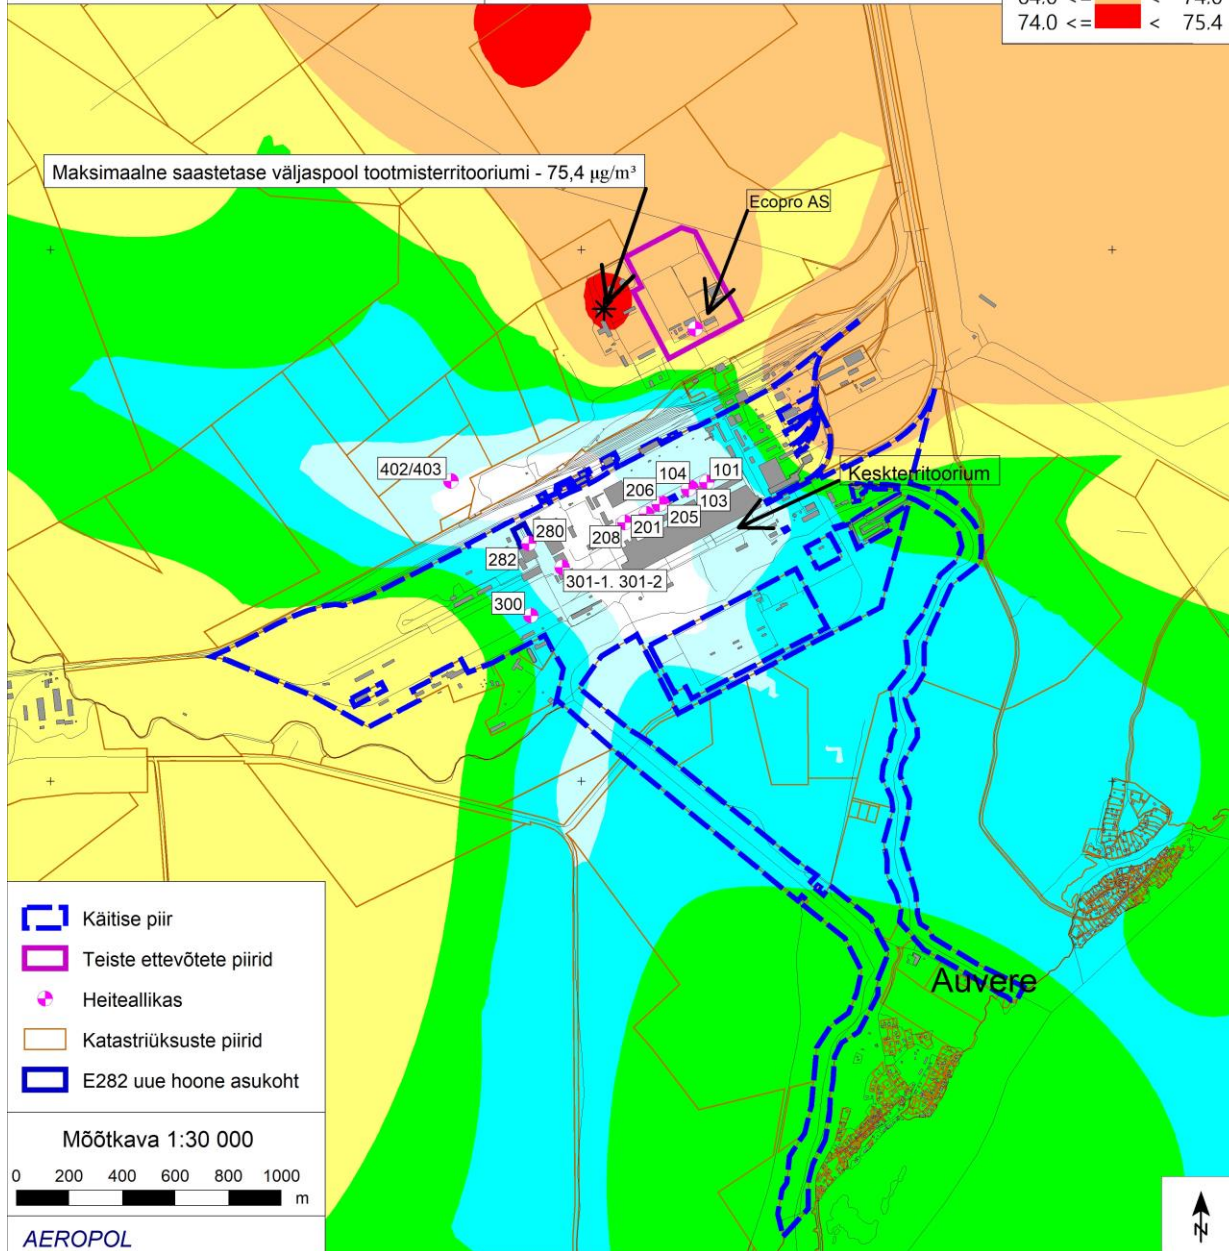 74.0 <= < 75.4
Maksimaalne saastetase väljaspool tootmisterritooriumi - 75,4 µg/m³
Ecopro AS
402/403
104
101
206
103
Keskterritoorium
205
201
208
280
282
301-1. 301-2
300
Auvere
Käitise piir
Teiste ettevõtete piirid
Heiteallikas
Katastriüksuste piirid
E282 uue hoone asukoht
Mõõtkava 1:30 000
0 200 400 600 800 1000
m
AEROPOL
N